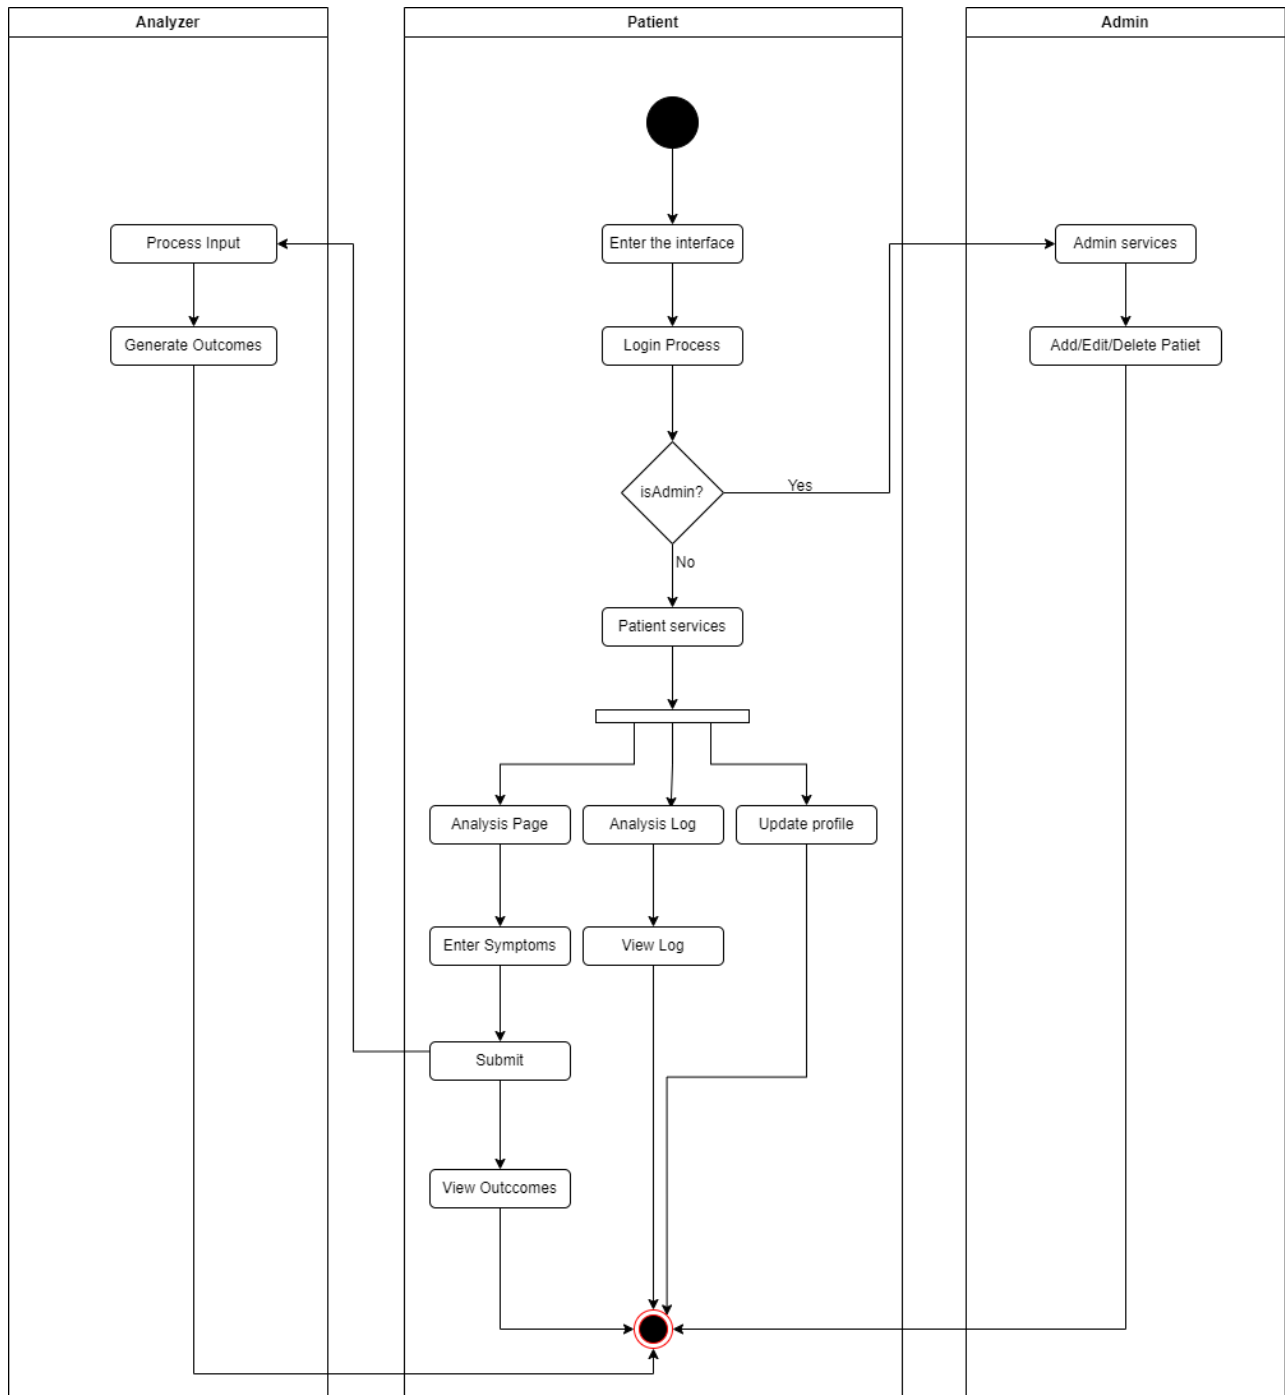 Analyzer
Patient
Admin
Process Input
Enter the interface
Admin services
Generate Outcomes
Login Process
Add/Edit/Delete Patiet
isAdmin?
Yes
No
Patient services
Analysis Page
Analysis Log
Update profile
Enter Symptoms
View Log
Submit
View Outccomes